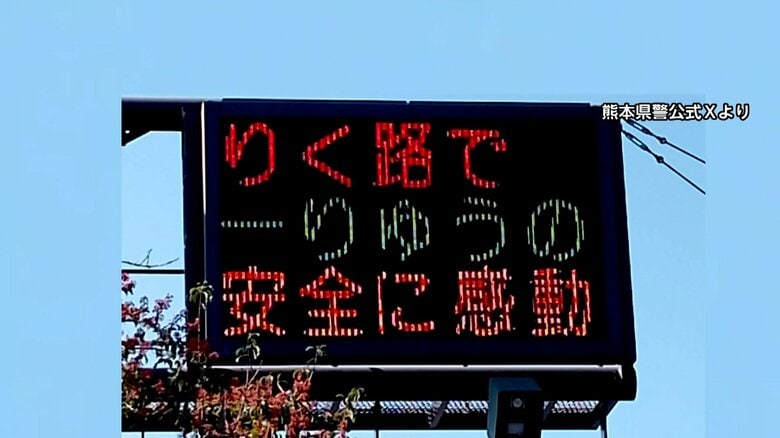 熊本県警公式Xより
りく路で
一りゅうの
安全に感動